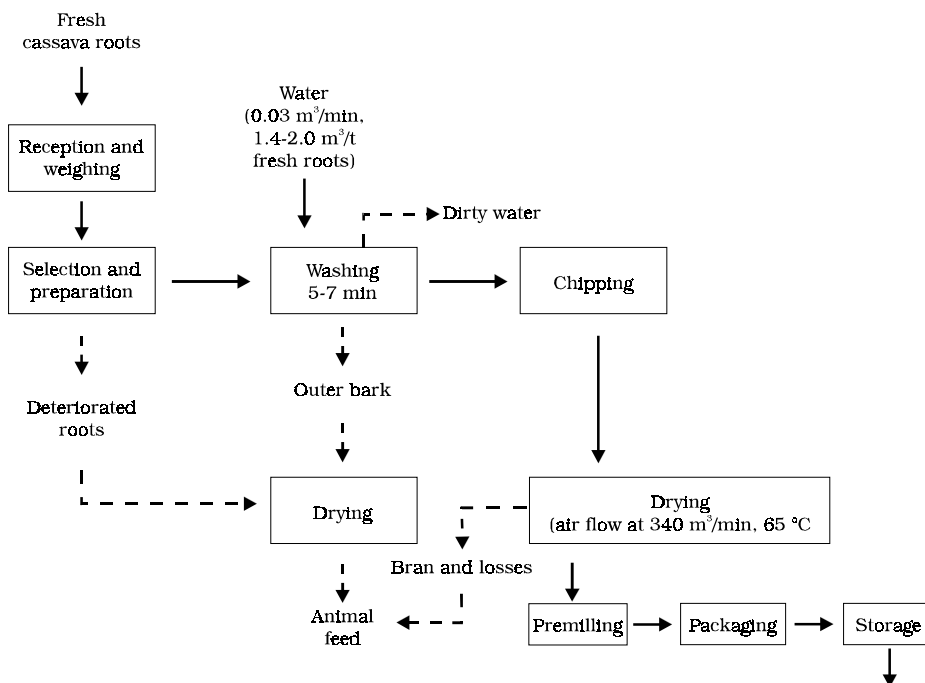 Fresh
cassava roots
Water
(0.03 m³/min,
1.4-2.0 m³/t
fresh roots)
Reception and
weighing
Dirty water
Selection and
preparation
Washing
5-7 min
Chipping
Outer bark
Deteriorated
roots
Drying
Drying
(air flow at 340 m³/min, 65 °C
Bran and losses
Animal
feed
Premilling
Packaging
Storage